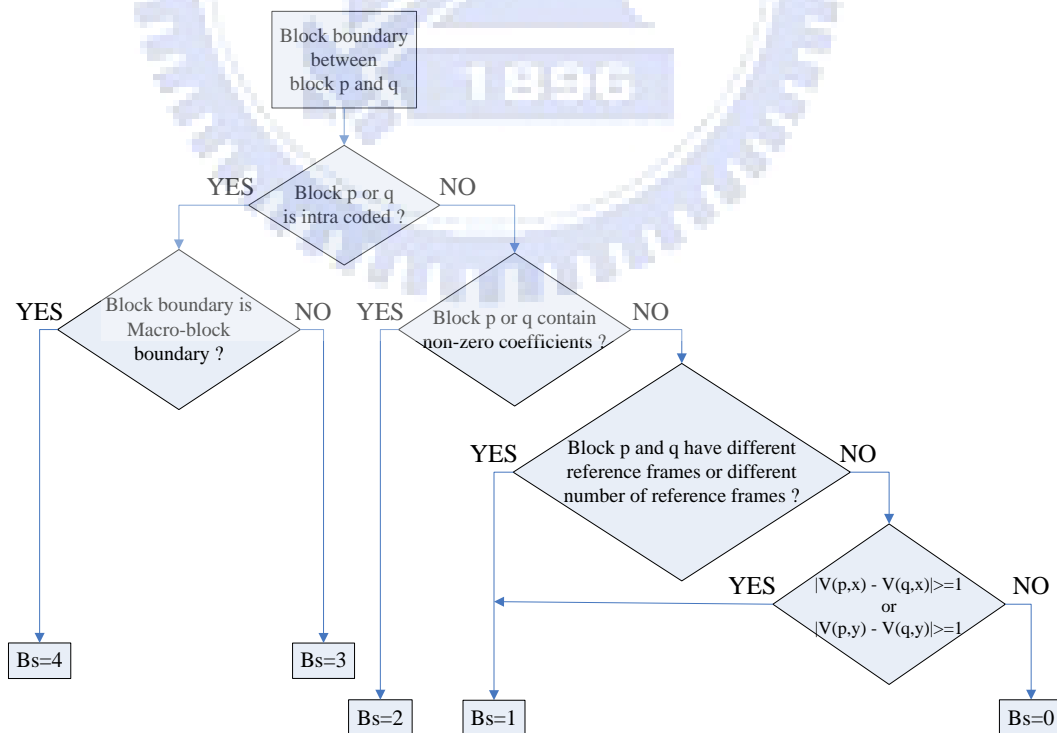 Block boundary
between
block p and q
1896
YES
NO
Block p or q
is intra coded ?
YES
NO
Block boundary is
Macro-block
boundary ?
YES
NO
Block p or q contain
non-zero coefficients ?
YES
NO
Block p and q have different
reference frames or different
number of reference frames ?
YES
NO
|V(p,x) - V(q,x)|>=1
or
|V(p,y) - V(q,y)|>=1
Bs=4
Bs=3
Bs=2
Bs=1
Bs=0